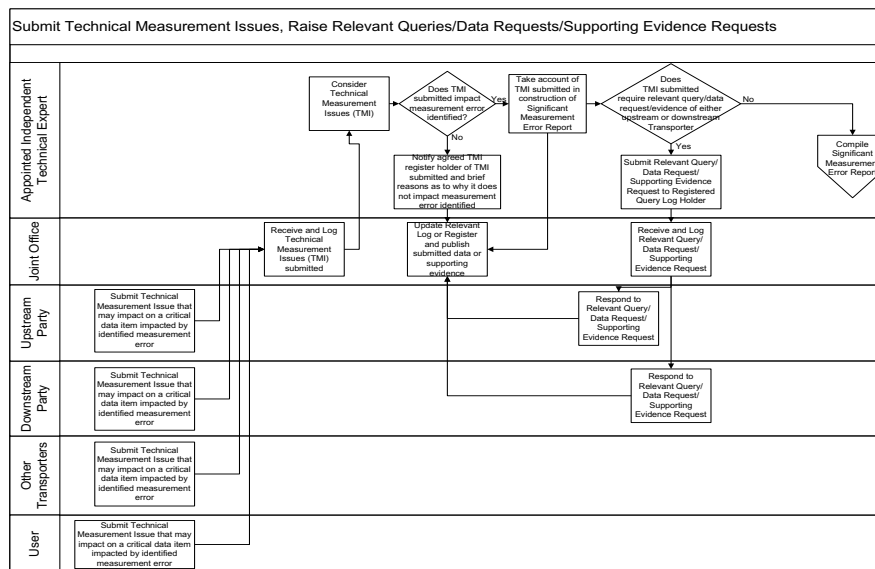 Submit Technical Measurement Issues, Raise Relevant Queries/Data Requests/Supporting Evidence Requests
Appointed Independent
Technical Expert
Consider
Technical
Measurement
Issues (TMI)
Does TMI
submitted impact
measurement error
identified?
Yes
No
Take account of
TMI submitted in
construction of
Significant
Measurement
Error Report
Does
TMI submitted
require relevant query/data
request/evidence of either
upstream or downstream
Transporter
No
Yes
Compile
Significant
Measurement
Error Report
Notify agreed TMI
register holder of TMI
submitted and brief
reasons as to why it does
not impact measurement
error identified
Submit Relevant Query/
Data Request/
Supporting Evidence
Request to Registered
Query Log Holder
Joint Office
Receive and Log
Technical
Measurement
Issues (TMI)
submitted
Update Relevant
Log or Register
and publish
submitted data or
supporting
evidence
Receive and Log
Relevant Query/
Data Request/
Supporting
Evidence Request
Upstream
Party
Submit Technical
Measurement Issue that
may impact on a critical
data item impacted by
identified measurement
error
Respond to
Relevant Query/
Data Request/
Supporting
Evidence Request
Downstream
Party
Submit Technical
Measurement Issue that
may impact on a critical
data item impacted by
identified measurement
error
Respond to
Relevant Query/
Data Request/
Supporting
Evidence Request
Other
Transporters
Submit Technical
Measurement Issue that
may impact on a critical
data item impacted by
identified measurement
error
User
Submit Technical
Measurement Issue that may
impact on a critical data item
impacted by identified
measurement error